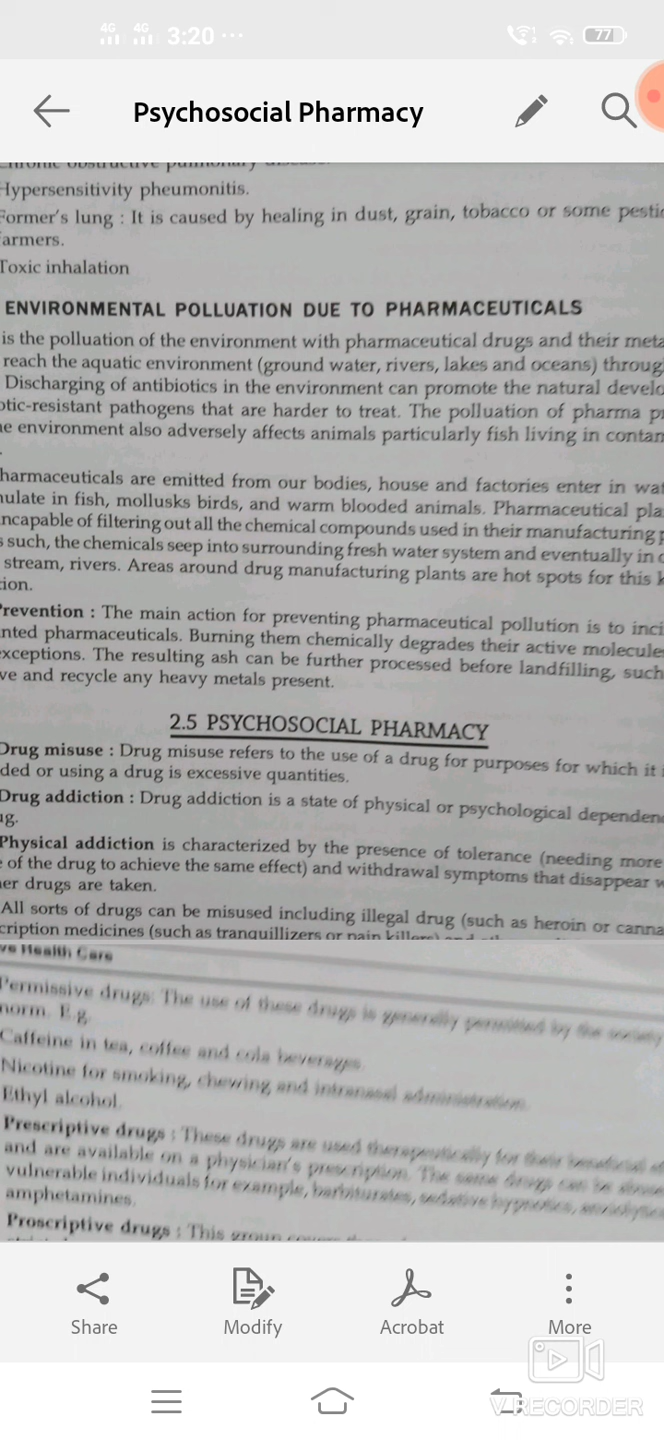 4G 4G 3:20 ... 77
Psychosocial Pharmacy
Hypersensitivity pheumonitis.
Former's lung : It is caused by healing in dust, grain, tobacco or some pestic
farmers.
Toxic inhalation
ENVIRONMENTAL POLLUATION DUE TO PHARMACEUTICALS
is the polluation of the environment with pharmaceutical drugs and their meta
reach the aquatic environment (ground water, rivers, lakes and oceans) throug
Discharging of antibiotics in the environment can promote the natural develo
otic-resistant pathogens that are harder to treat. The polluation of pharma p
he environment also adversely affects animals particularly fish living in contam
harmaceuticals are emitted from our bodies, house and factories enter in wat
nulate in fish, mollusks birds, and warm blooded animals. Pharmaceutical pla
ncapable of filtering out all the chemical compounds used in their manufacturing p
s such, the chemicals seep into surrounding fresh water system and eventually in
stream, rivers. Areas around drug manufacturing plants are hot spots for this k
tion.
Prevention : The main action for preventing pharmaceutical pollution is to inci
nted pharmaceuticals. Burning them chemically degrades their active molecule
exceptions. The resulting ash can be further processed before landfilling, such
ve and recycle any heavy metals present.
2.5 PSYCHOSOCIAL PHARMACY
Drug misuse : Drug misuse refers to the use of a drug for purposes for which it i
ded or using a drug is excessive quantities.
Drug addiction : Drug addiction is a state of physical or psychological dependen
ug.
Physical addiction is characterized by the presence of tolerance (needing more
of the drug to achieve the same effect) and withdrawal symptoms that disappear w
er drugs are taken.
All sorts of drugs can be misused including illegal drug (such as heroin or canna
cription medicines (such as tranquillizers or pain killers)
ve Health Care
Permissive drugs: The use of these drugs is generally permitted by the society
norm. E.g.
Caffeine in tea, coffee and cola beverages.
Nicotine for smoking, chewing and intranasal administration.
Ethyl alcohol.
Prescriptive drugs : These drugs are used therapeutically for their beneficial
and are available on a physician's prescription. The same drugs can be
vulnerable individuals for example, barbiturates, sedative hypnotics,
amphetamines.
Proscriptive drugs : This group
Share Modify Acrobat More
V RECORDER